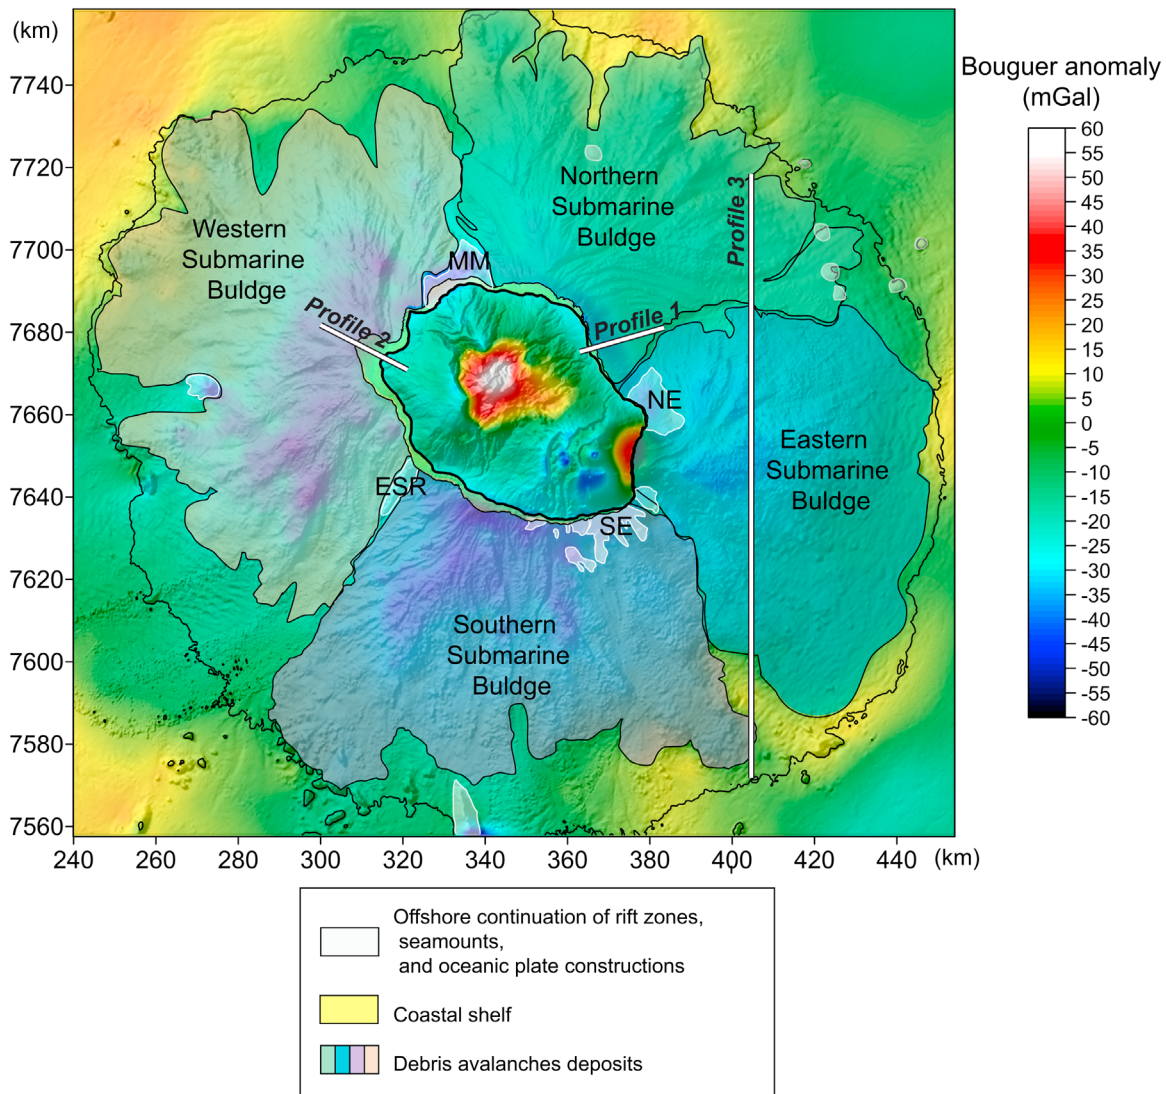 (km)
7740
7720
7700
7680
7660
7640
7620
7600
7580
7560
240
260
280
300
320
340
360
380
400
420
440
(km)
Western
Submarine
Buldge
Northern
Submarine
Buldge
Eastern
Submarine
Buldge
Southern
Submarine
Buldge
MM
NE
ESR
SE
Profile 1
Profile 2
Profile 3
Bouguer anomaly
(mGal)
60
55
50
45
40
35
30
25
20
15
10
5
0
-5
-10
-15
-20
-25
-30
-35
-40
-45
-50
-55
-60
Offshore continuation of rift zones,
seamounts,
and oceanic plate constructions
Coastal shelf
Debris avalanches deposits